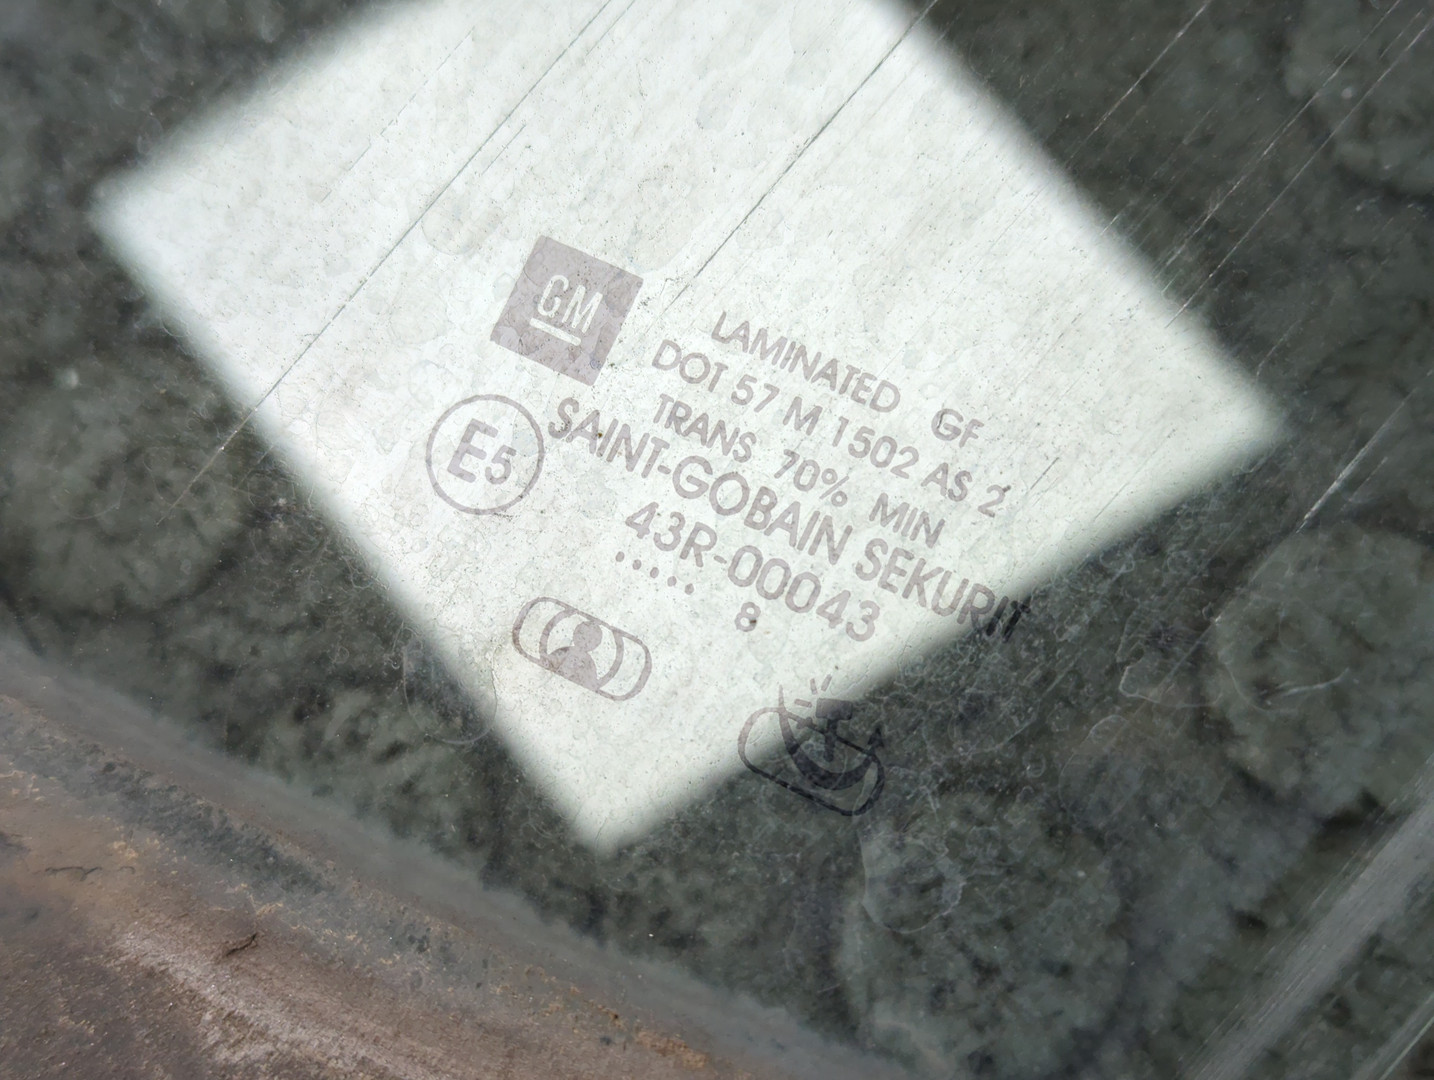 GM
LAMINATED GF
DOT 57 M 1502 AS 2
TRANS 70% MIN
E5
SAINT-GOBAIN SEKURIT
43R-00043
..... 8